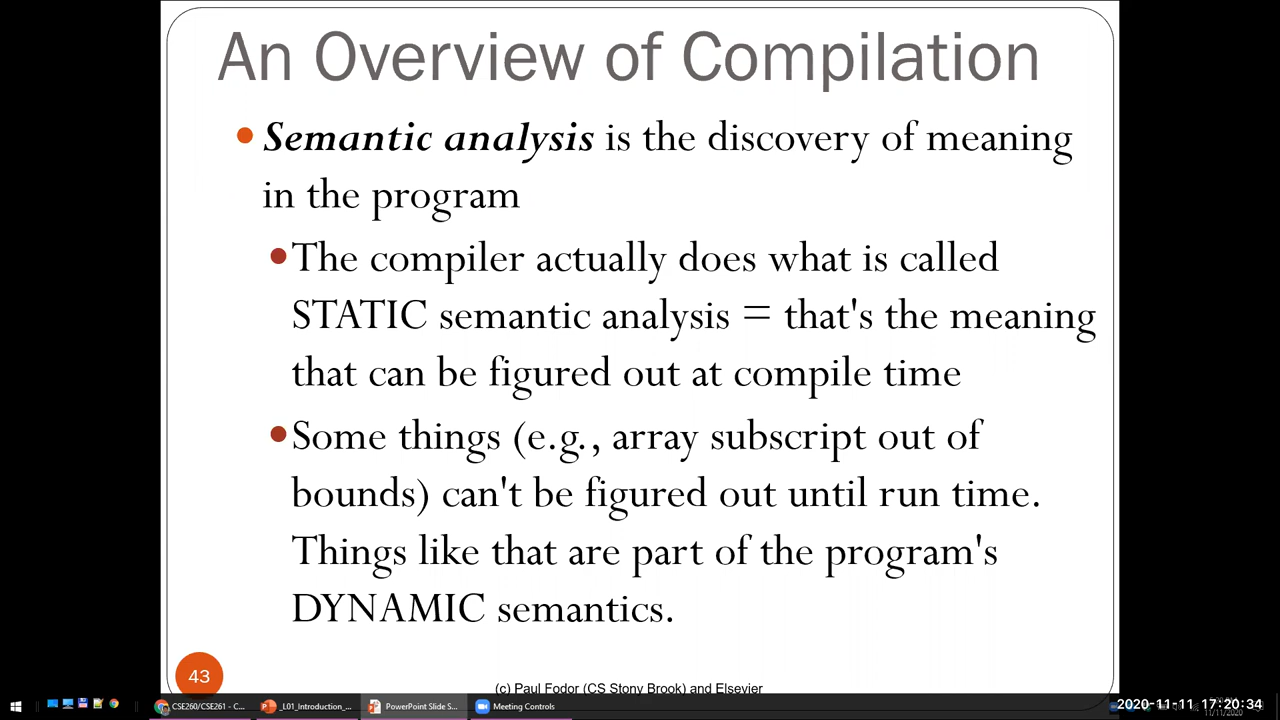 An Overview of Compilation
Semantic analysis is the discovery of meaning
in the program
The compiler actually does what is called
STATIC semantic analysis = that's the meaning
that can be figured out at compile time
Some things (e.g., array subscript out of
bounds) can't be figured out until run time.
Things like that are part of the program's
DYNAMIC semantics.
43
(c) Paul Fodor (CS Stony Brook) and Elsevier
CSE260/CSE261 - C...
_L01_Introduction_...
PowerPoint Slide S...
Meeting Controls
2020-11-11 17:20:34